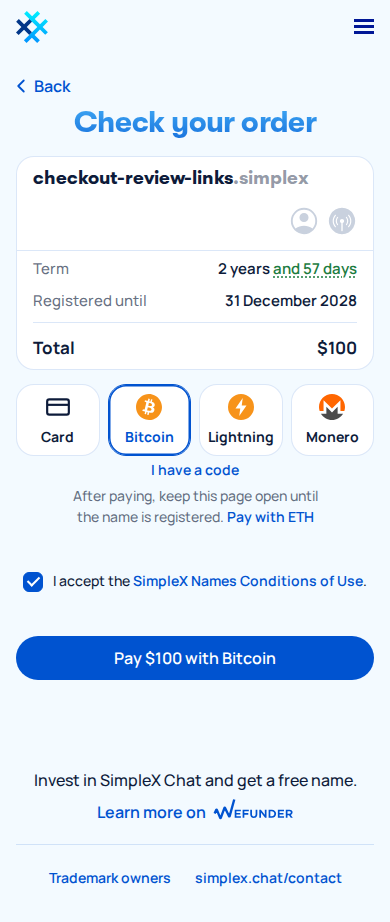 Back
Check your order
checkout-review-links.simplex
Term 2 years and 57 days
Registered until 31 December 2028
Total $100
Card Bitcoin Lightning Monero
I have a code
After paying, keep this page open until
the name is registered. Pay with ETH
I accept the SimpleX Names Conditions of Use.
Pay $100 with Bitcoin
Invest in SimpleX Chat and get a free name.
Learn more on WEFUNDER
Trademark owners simplex.chat/contact